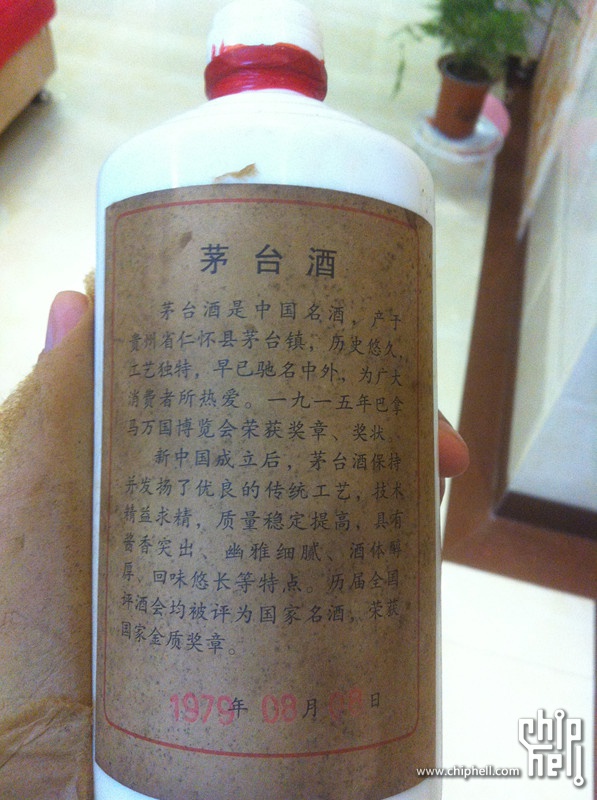 茅台酒
茅台酒是中国名酒，产于
贵州省仁怀县茅台镇，历史悠久，
工艺独特，早已驰名中外，为广大
消费者所热爱。一九一五年巴拿
马万国博览会荣获奖章、奖状。
新中国成立后，茅台酒保持
并发扬了优良的传统工艺，技术
精益求精，质量稳定提高，具有
酱香突出、幽雅细腻、酒体醇
厚、回味悠长等特点。历届全国
评酒会均被评为国家名酒，荣获
国家金质奖章。
1979年 08月 日
www.chiphell.com
chip
hell